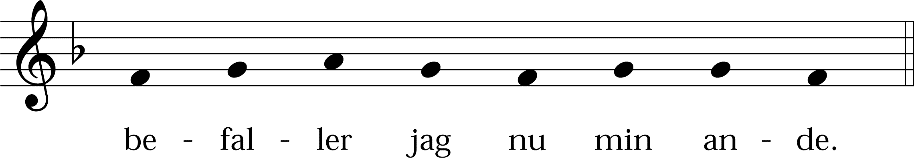 be - fal - ler jag nu min an - de.